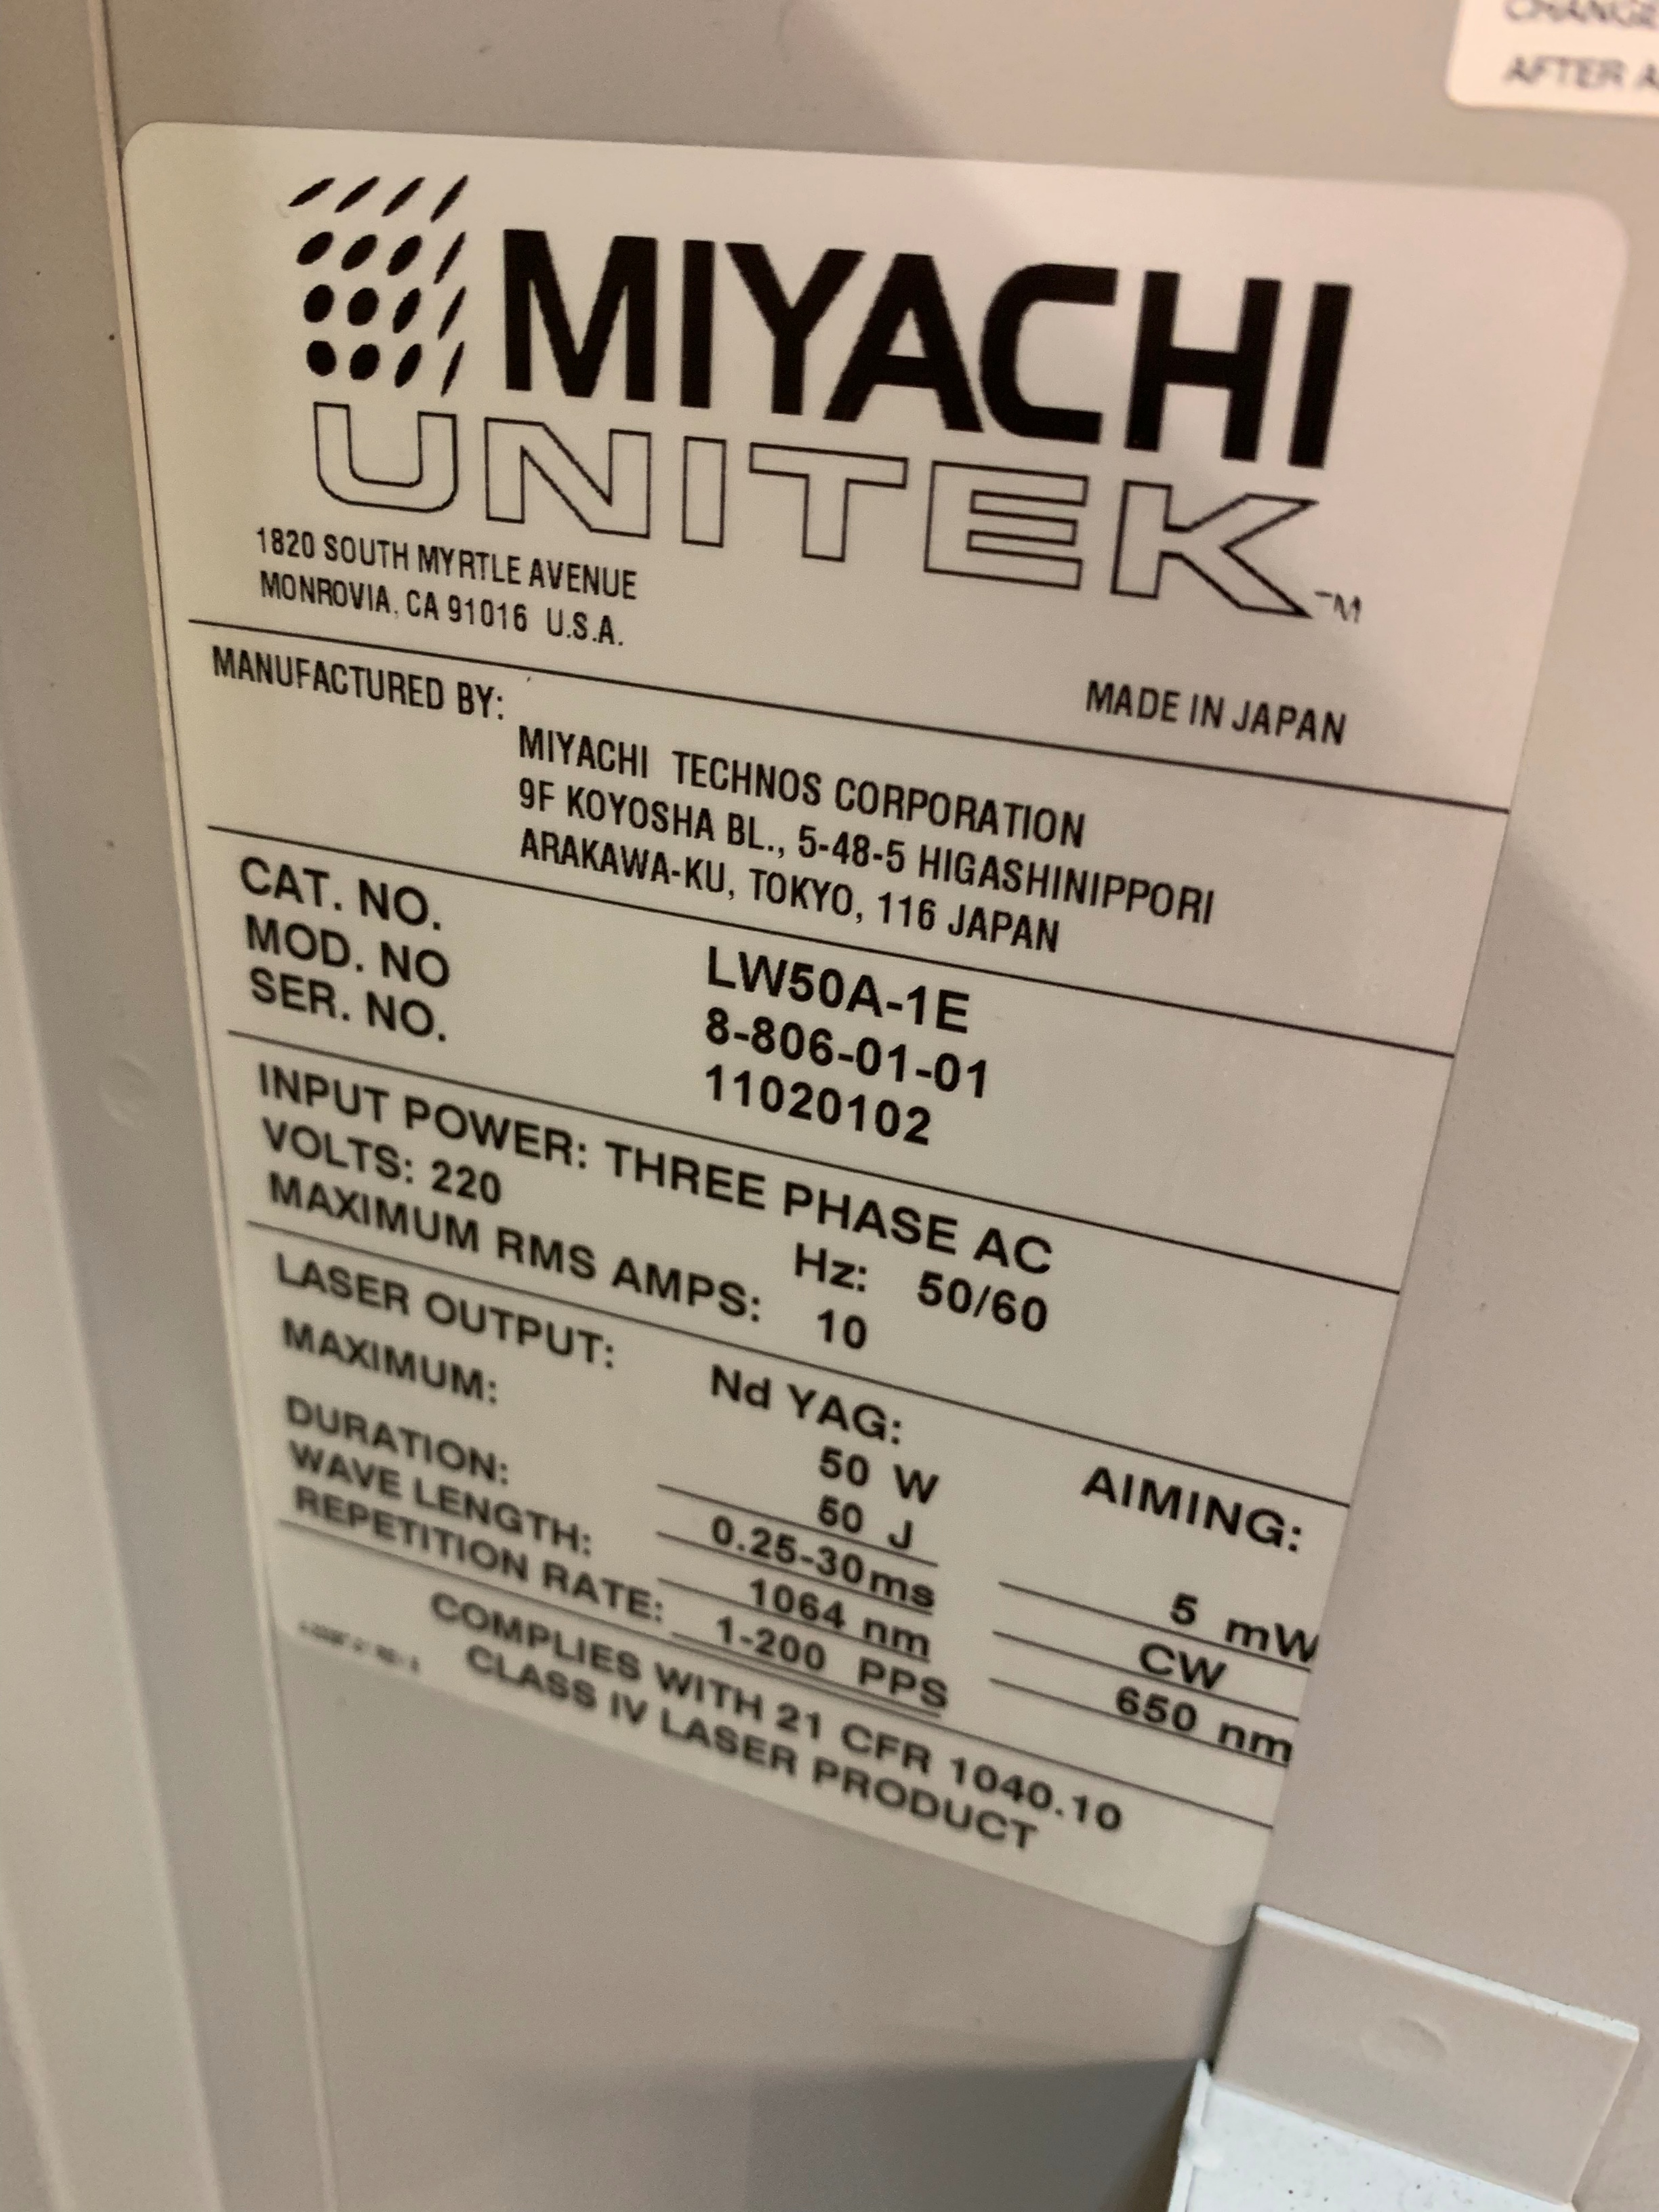 CHANGE
AFTER A
MIYACHI
UNITEK™
1820 SOUTH MYRTLE AVENUE
MONROVIA, CA 91016 U.S.A.
MADE IN JAPAN
MANUFACTURED BY:
MIYACHI TECHNOS CORPORATION
9F KOYOSHA BL., 5-48-5 HIGASHINIPPORI
ARAKAWA-KU, TOKYO, 116 JAPAN
CAT. NO. LW50A-1E
MOD. NO 8-806-01-01
SER. NO. 11020102
INPUT POWER: THREE PHASE AC
VOLTS: 220 Hz: 50/60
MAXIMUM RMS AMPS: 10
LASER OUTPUT: Nd YAG: AIMING:
MAXIMUM: 50 W
50 J 5 mW
DURATION: 0.25-30ms CW
WAVE LENGTH: 1064 nm 650 nm
REPETITION RATE: 1-200 PPS
COMPLIES WITH 21 CFR 1040.10
CLASS IV LASER PRODUCT